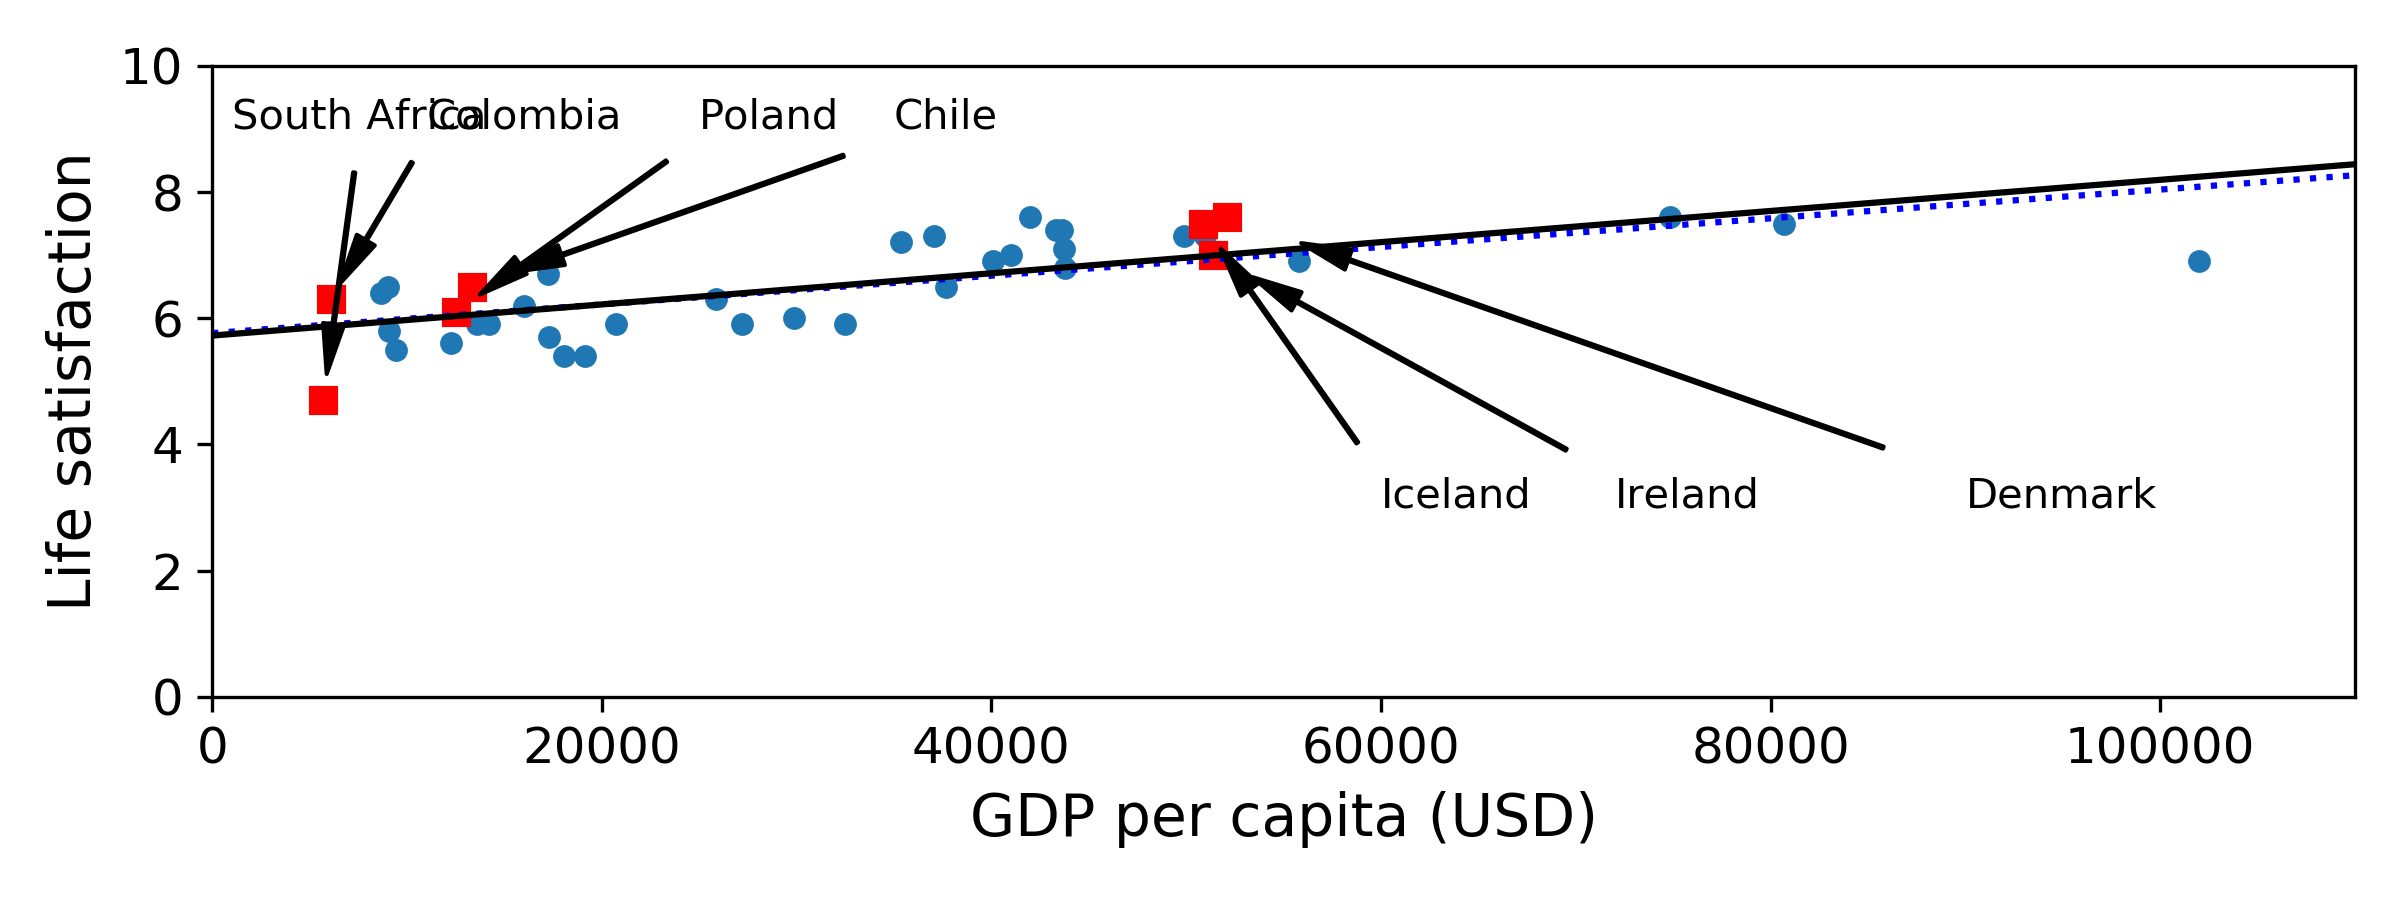 Life satisfaction
10
8
6
4
2
0
South Africa
Colombia
Poland
Chile
Iceland
Ireland
Denmark
0 20000 40000 60000 80000 100000
GDP per capita (USD)